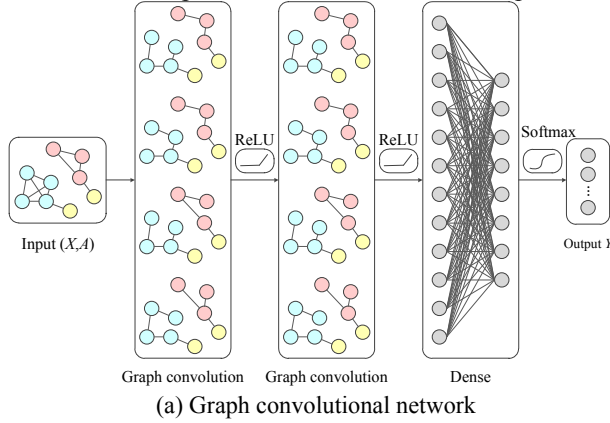 ReLU
ReLU
Softmax
Input (X,A)
Output
Graph convolution
Graph convolution
Dense
(a) Graph convolutional network